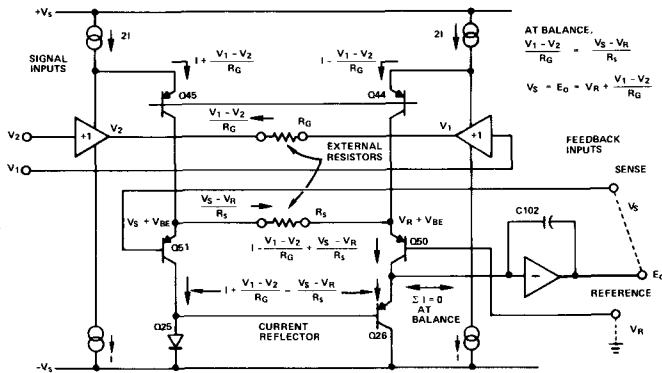 +Vs
2I
2I
SIGNAL
INPUTS
I + V1 - V2 / RG
I - V1 - V2 / RG
AT BALANCE,
V1 - V2 / RG = VS - VR / Rs
VS = Eo = VR + V1 - V2 / RG
Q45
Q44
V1 - V2 / RG
RG
V2
+1
V2
V1
+1
V1
EXTERNAL
RESISTORS
FEEDBACK
INPUTS
SENSE
VS - VR / Rs
Rs
VS + VBE
VR + VBE
C102
VS
Q51
I - V1 - V2 / RG + VS - VR / Rs
Q50
−
Eo
I + V1 - V2 / RG - VS - VR / Rs
Σ I = 0
AT
BALANCE
REFERENCE
Q25
CURRENT
REFLECTOR
Q26
VR
I
I
-Vs